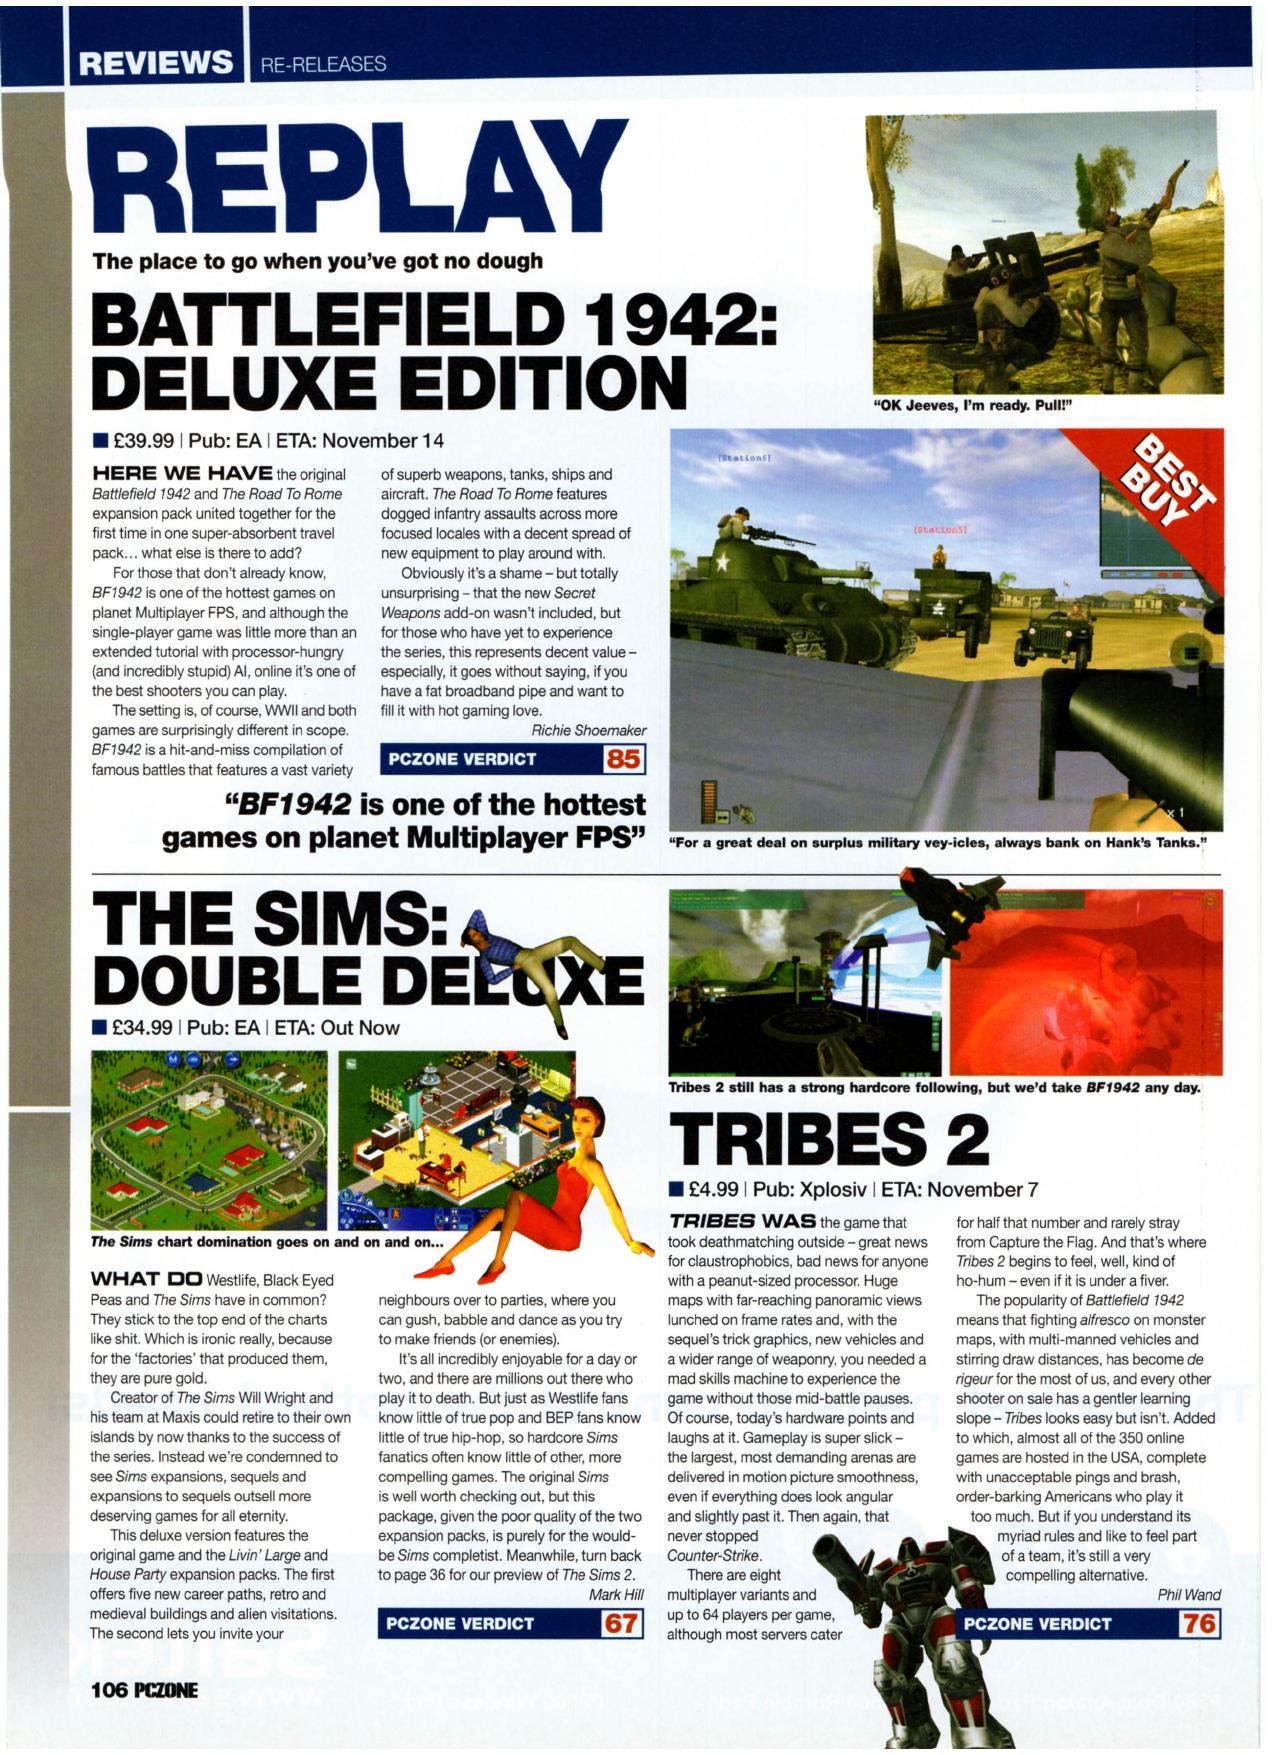 REVIEWS
RE-RELEASES
REPLAY
The place to go when you've got no dough
BATTLEFIELD 1942:
DELUXE EDITION
£39.99 | Pub: EA | ETA: November 14
HERE WE HAVE the original
Battlefield 1942 and The Road To Rome
expansion pack united together for the
first time in one super-absorbent travel
pack... what else is there to add?
For those that don't already know,
BF1942 is one of the hottest games on
planet Multiplayer FPS, and although the
single-player game was little more than an
extended tutorial with processor-hungry
(and incredibly stupid) AI, online it's one of
the best shooters you can play.
The setting is, of course, WWII and both
games are surprisingly different in scope.
BF1942 is a hit-and-miss compilation of
famous battles that features a vast variety
of superb weapons, tanks, ships and
aircraft. The Road To Rome features
dogged infantry assaults across more
focused locales with a decent spread of
new equipment to play around with.
Obviously it's a shame – but totally
unsurprising – that the new Secret
Weapons add-on wasn't included, but
for those who have yet to experience
the series, this represents decent value –
especially, it goes without saying, if you
have a fat broadband pipe and want to
fill it with hot gaming love.
Richie Shoemaker
PCZONE VERDICT 85
"BF1942 is one of the hottest
games on planet Multiplayer FPS"
"OK Jeeves, I'm ready. Pull!"
BEST
BUY
[Station6]
[Station5]
x 1
"For a great deal on surplus military vey-icles, always bank on Hank's Tanks."
THE SIMS:
DOUBLE DELUXE
£34.99 | Pub: EA | ETA: Out Now
The Sims chart domination goes on and on and on...
WHAT DO Westlife, Black Eyed
Peas and The Sims have in common?
They stick to the top end of the charts
like shit. Which is ironic really, because
for the 'factories' that produced them,
they are pure gold.
Creator of The Sims Will Wright and
his team at Maxis could retire to their own
islands by now thanks to the success of
the series. Instead we're condemned to
see Sims expansions, sequels and
expansions to sequels outsell more
deserving games for all eternity.
This deluxe version features the
original game and the Livin' Large and
House Party expansion packs. The first
offers five new career paths, retro and
medieval buildings and alien visitations.
The second lets you invite your
neighbours over to parties, where you
can gush, babble and dance as you try
to make friends (or enemies).
It's all incredibly enjoyable for a day or
two, and there are millions out there who
play it to death. But just as Westlife fans
know little of true pop and BEP fans know
little of true hip-hop, so hardcore Sims
fanatics often know little of other, more
compelling games. The original Sims
is well worth checking out, but this
package, given the poor quality of the two
expansion packs, is purely for the would-
be Sims completist. Meanwhile, turn back
to page 36 for our preview of The Sims 2.
Mark Hill
PCZONE VERDICT 67
Tribes 2 still has a strong hardcore following, but we'd take BF1942 any day.
TRIBES 2
£4.99 | Pub: Xplosiv | ETA: November 7
TRIBES WAS the game that
took deathmatching outside – great news
for claustrophobics, bad news for anyone
with a peanut-sized processor. Huge
maps with far-reaching panoramic views
lunched on frame rates and, with the
sequel's trick graphics, new vehicles and
a wider range of weaponry, you needed a
mad skills machine to experience the
game without those mid-battle pauses.
Of course, today's hardware points and
laughs at it. Gameplay is super slick –
the largest, most demanding arenas are
delivered in motion picture smoothness,
even if everything does look angular
and slightly past it. Then again, that
never stopped
Counter-Strike.
There are eight
multiplayer variants and
up to 64 players per game,
although most servers cater
for half that number and rarely stray
from Capture the Flag. And that's where
Tribes 2 begins to feel, well, kind of
ho-hum – even if it is under a fiver.
The popularity of Battlefield 1942
means that fighting alfresco on monster
maps, with multi-manned vehicles and
stirring draw distances, has become de
rigeur for the most of us, and every other
shooter on sale has a gentler learning
slope – Tribes looks easy but isn't. Added
to which, almost all of the 350 online
games are hosted in the USA, complete
with unacceptable pings and brash,
order-barking Americans who play it
too much. But if you understand its
myriad rules and like to feel part
of a team, it's still a very
compelling alternative.
Phil Wand
PCZONE VERDICT 76
106 PCZONE